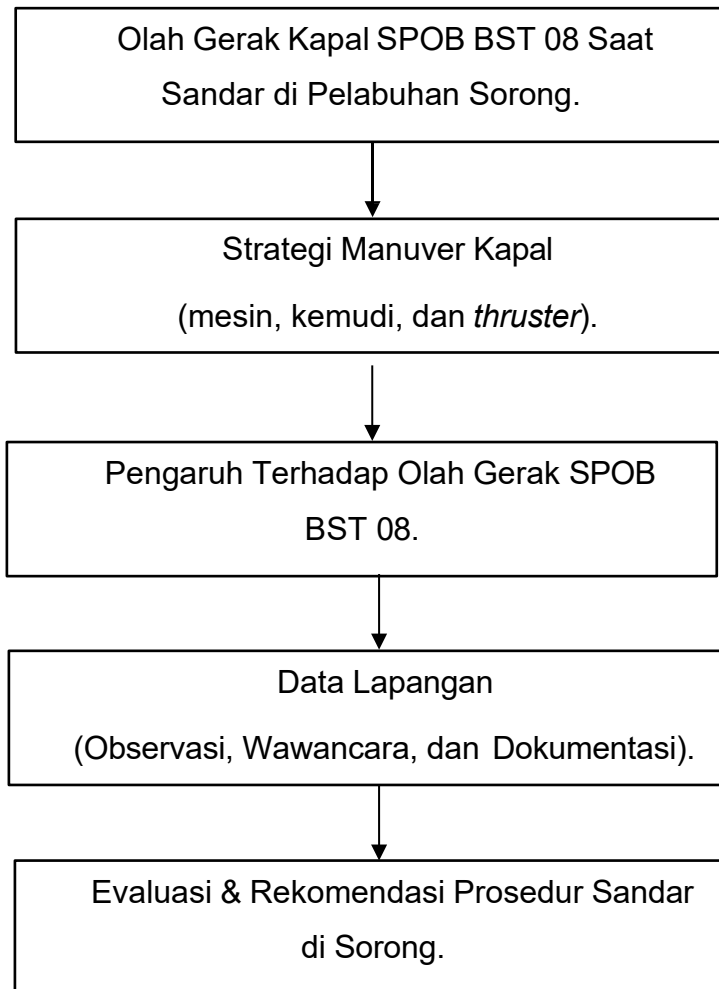 Olah Gerak Kapal SPOB BST 08 Saat
Sandar di Pelabuhan Sorong.
Strategi Manuver Kapal
(mesin, kemudi, dan thruster).
Pengaruh Terhadap Olah Gerak SPOB
BST 08.
Data Lapangan
(Observasi, Wawancara, dan Dokumentasi).
Evaluasi & Rekomendasi Prosedur Sandar
di Sorong.